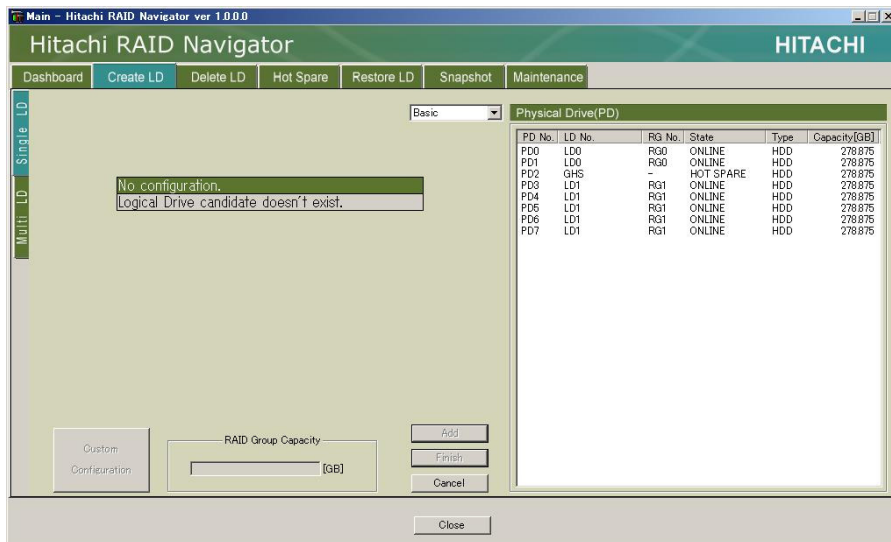 Main - Hitachi RAID Navigator ver 1.0.0.0
Hitachi RAID Navigator
HITACHI
Dashboard Create LD Delete LD Hot Spare Restore LD Snapshot Maintenance
Single LD
Multi LD
Basic
No configuration.
Logical Drive candidate doesn't exist.
Custom
Configuration
RAID Group Capacity
[GB]
Add
Finish
Cancel
Physical Drive(PD)
PD No. LD No. RG No. State Type Capacity[GB]
PD0 LD0 RG0 ONLINE HDD 278.875
PD1 LD0 RG0 ONLINE HDD 278.875
PD2 GHS - HOT SPARE HDD 278.875
PD3 LD1 RG1 ONLINE HDD 278.875
PD4 LD1 RG1 ONLINE HDD 278.875
PD5 LD1 RG1 ONLINE HDD 278.875
PD6 LD1 RG1 ONLINE HDD 278.875
PD7 LD1 RG1 ONLINE HDD 278.875
Close